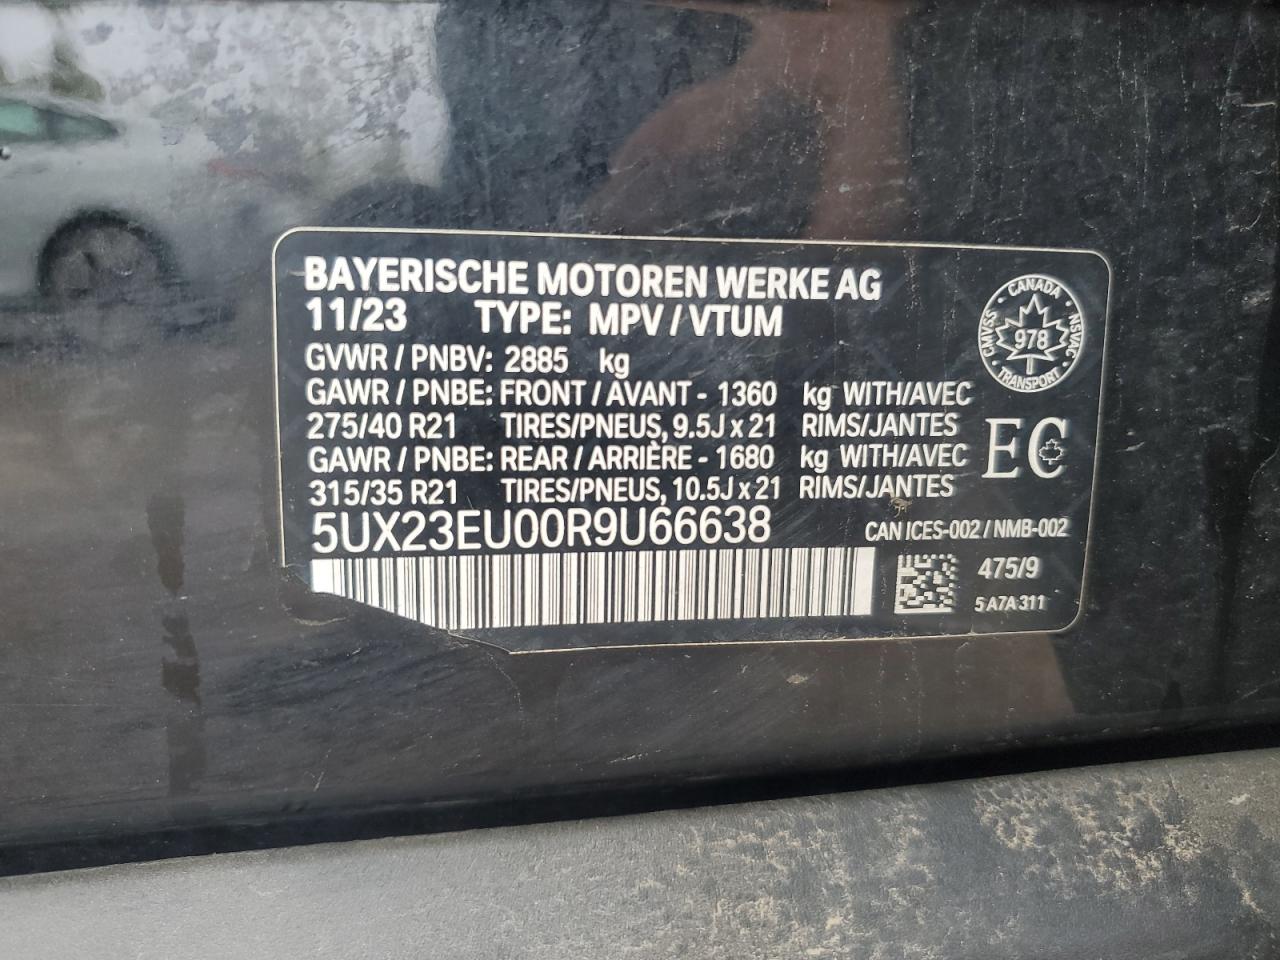 BAYERISCHE MOTOREN WERKE AG
11/23 TYPE: MPV / VTUM
GVWR / PNBV: 2885 kg
GAWR / PNBE: FRONT / AVANT - 1360 kg WITH/AVEC
275/40 R21 TIRES/PNEUS, 9.5J x 21 RIMS/JANTES
GAWR / PNBE: REAR / ARRIÈRE - 1680 kg WITH/AVEC
315/35 R21 TIRES/PNEUS, 10.5J x 21 RIMS/JANTES
5UX23EU00R9U66638
CANADA
CMVSS 978 NSVAC
TRANSPORT
EC
CAN ICES-002 / NMB-002
475/9
5A7A311